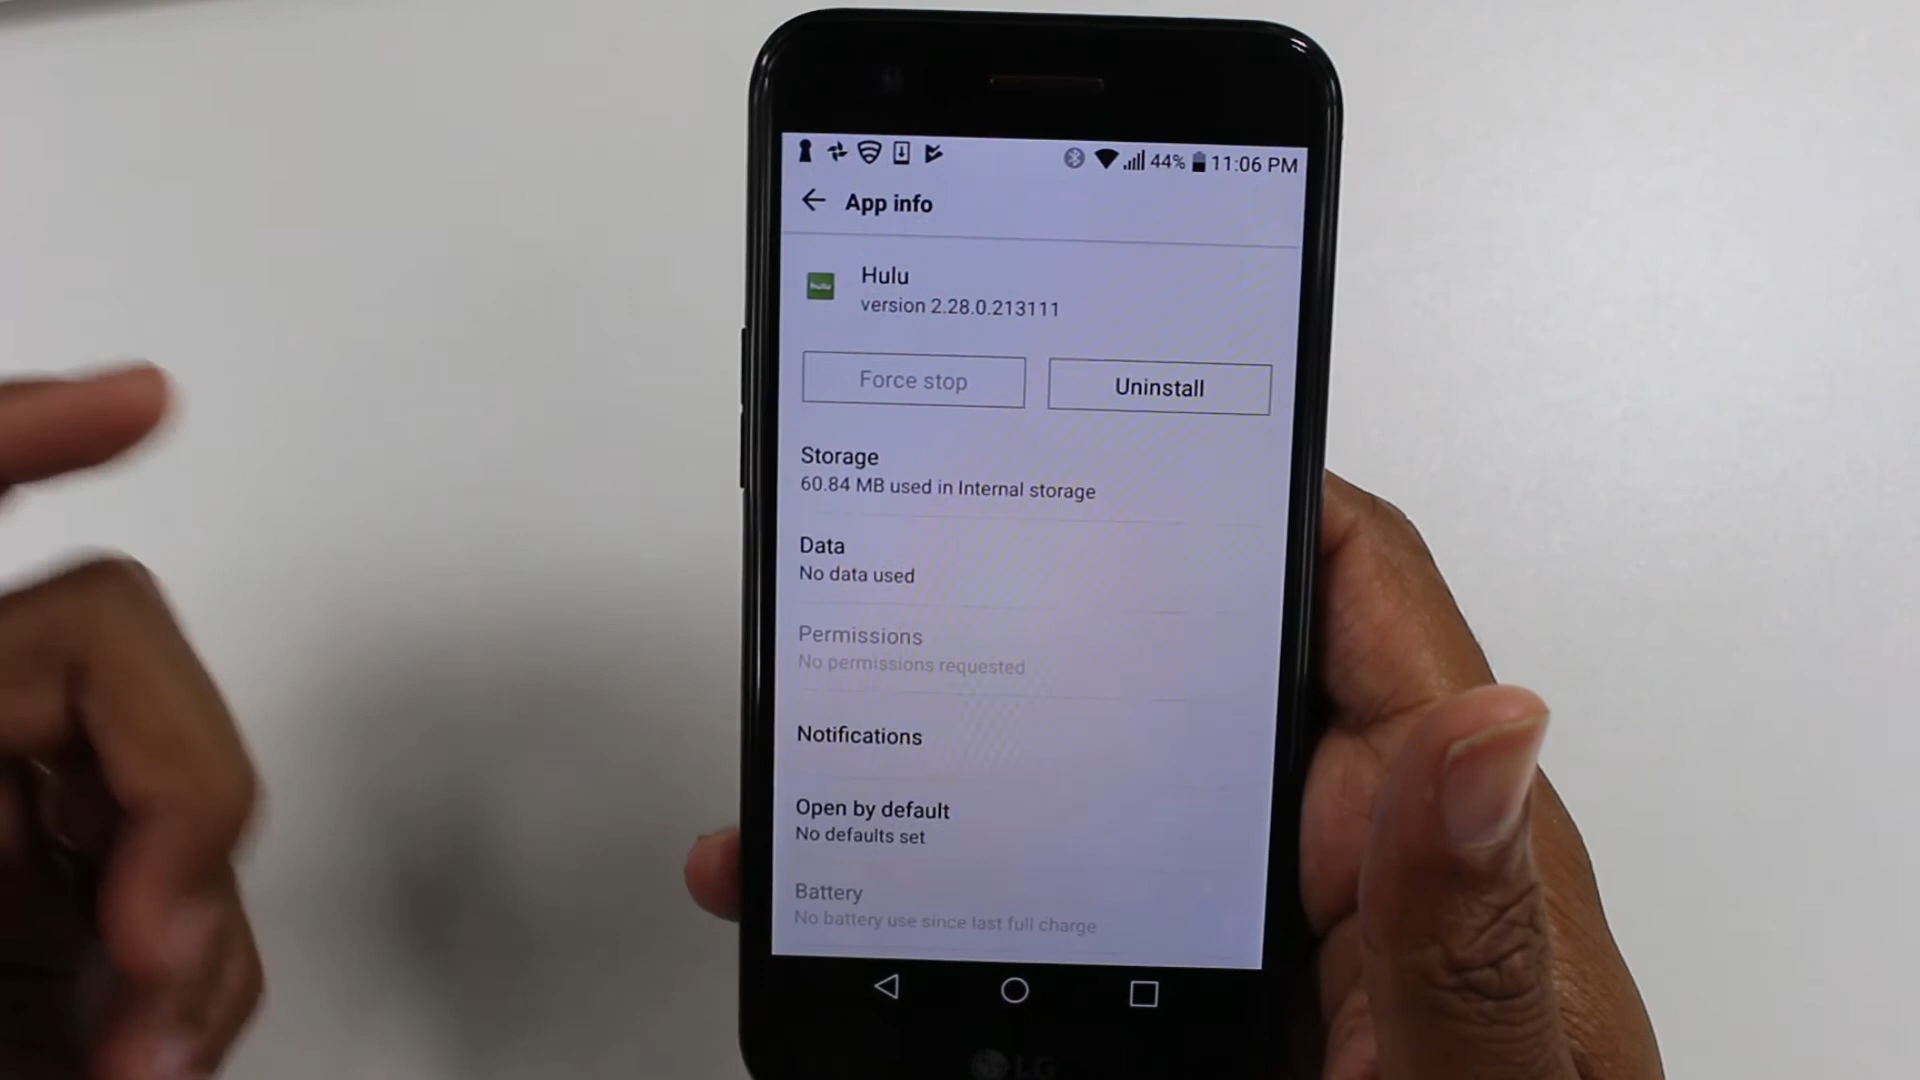 44% 11:06 PM
App info
hulu
Hulu
version 2.28.0.213111
Force stop
Uninstall
Storage
60.84 MB used in Internal storage
Data
No data used
Permissions
No permissions requested
Notifications
Open by default
No defaults set
Battery
No battery use since last full charge
LG